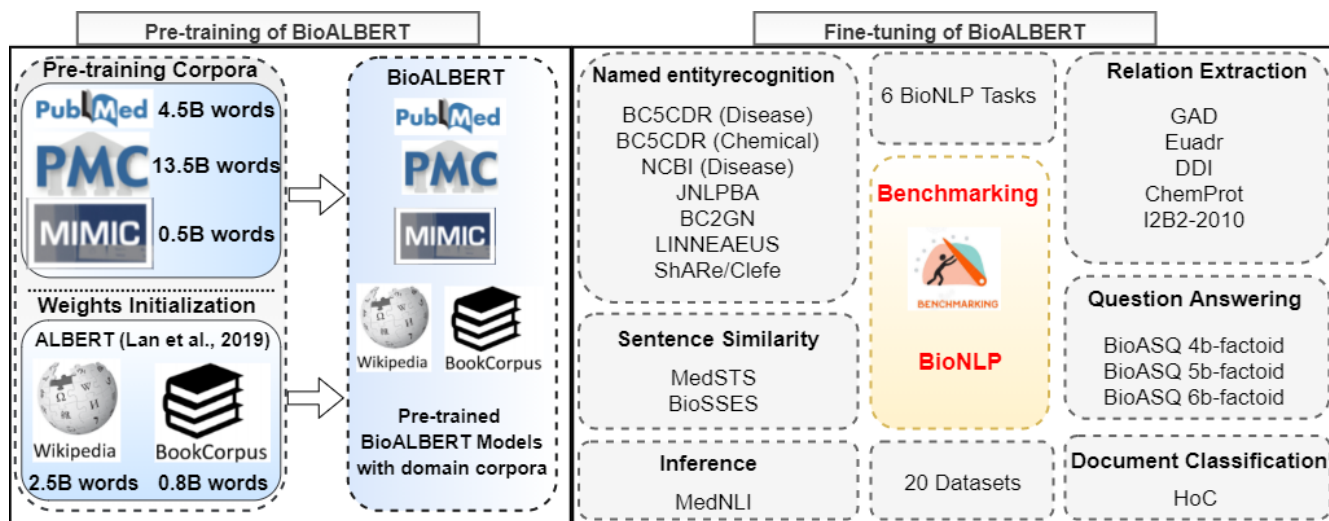 Pre-training of BioALBERT
Pre-training Corpora
PubMed 4.5B words
PMC 13.5B words
MIMIC 0.5B words
Weights Initialization
ALBERT (Lan et al., 2019)
Wikipedia BookCorpus
2.5B words 0.8B words
BioALBERT
PubMed
PMC
MIMIC
Wikipedia BookCorpus
Pre-trained
BioALBERT Models
with domain corpora
Fine-tuning of BioALBERT
Named entityrecognition
BC5CDR (Disease)
BC5CDR (Chemical)
NCBI (Disease)
JNLPBA
BC2GN
LINNEAEUS
ShARe/Clefe
Sentence Similarity
MedSTS
BioSSES
Inference
MedNLI
6 BioNLP Tasks
Benchmarking
BENCHMARKING
BioNLP
20 Datasets
Relation Extraction
GAD
Euadr
DDI
ChemProt
I2B2-2010
Question Answering
BioASQ 4b-factoid
BioASQ 5b-factoid
BioASQ 6b-factoid
Document Classification
HoC